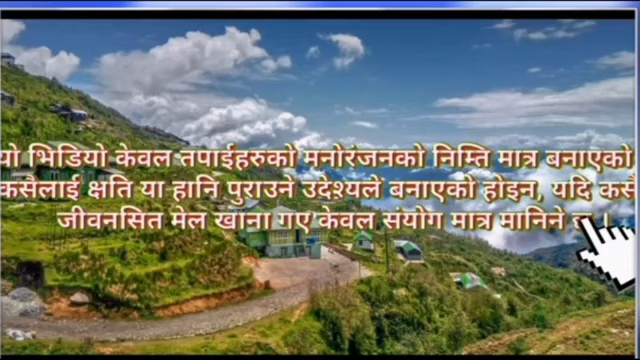 यो भिडियो केवल तपाईहरुको मनोरंजनको निम्ति मात्र बनाएको
कसैलाई क्षति या हानि पुराउने उदेश्यलें बनाएको होइन, यदि कसै
जीवनसित मेल खाना गए केवल संयोग मात्र मानिने